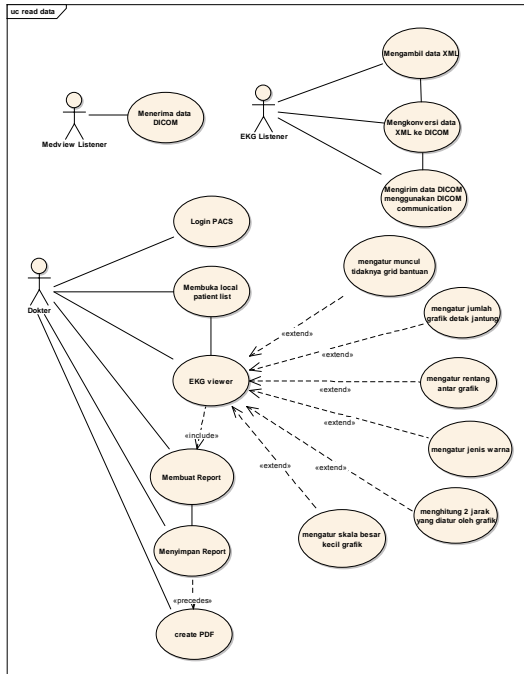 uc read data
Mengambil data XML
Menerima data
DICOM
Medview Listener
EKG Listener
Mengkonversi data
XML ke DICOM
Mengirim data DICOM
menggunakan DICOM
communication
Login PACS
Dokter
Membuka local
patient list
mengatur muncul
tidaknya grid bantuan
mengatur jumlah
grafik detak jantung
«extend»
«extend»
EKG viewer
«extend»
mengatur rentang
antar grafik
«extend»
mengatur jenis warna
«include»
«extend»
«extend»
Membuat Report
menghitung 2 jarak
yang diatur oleh grafik
mengatur skala besar
kecil grafik
Menyimpan Report
«precedes»
create PDF